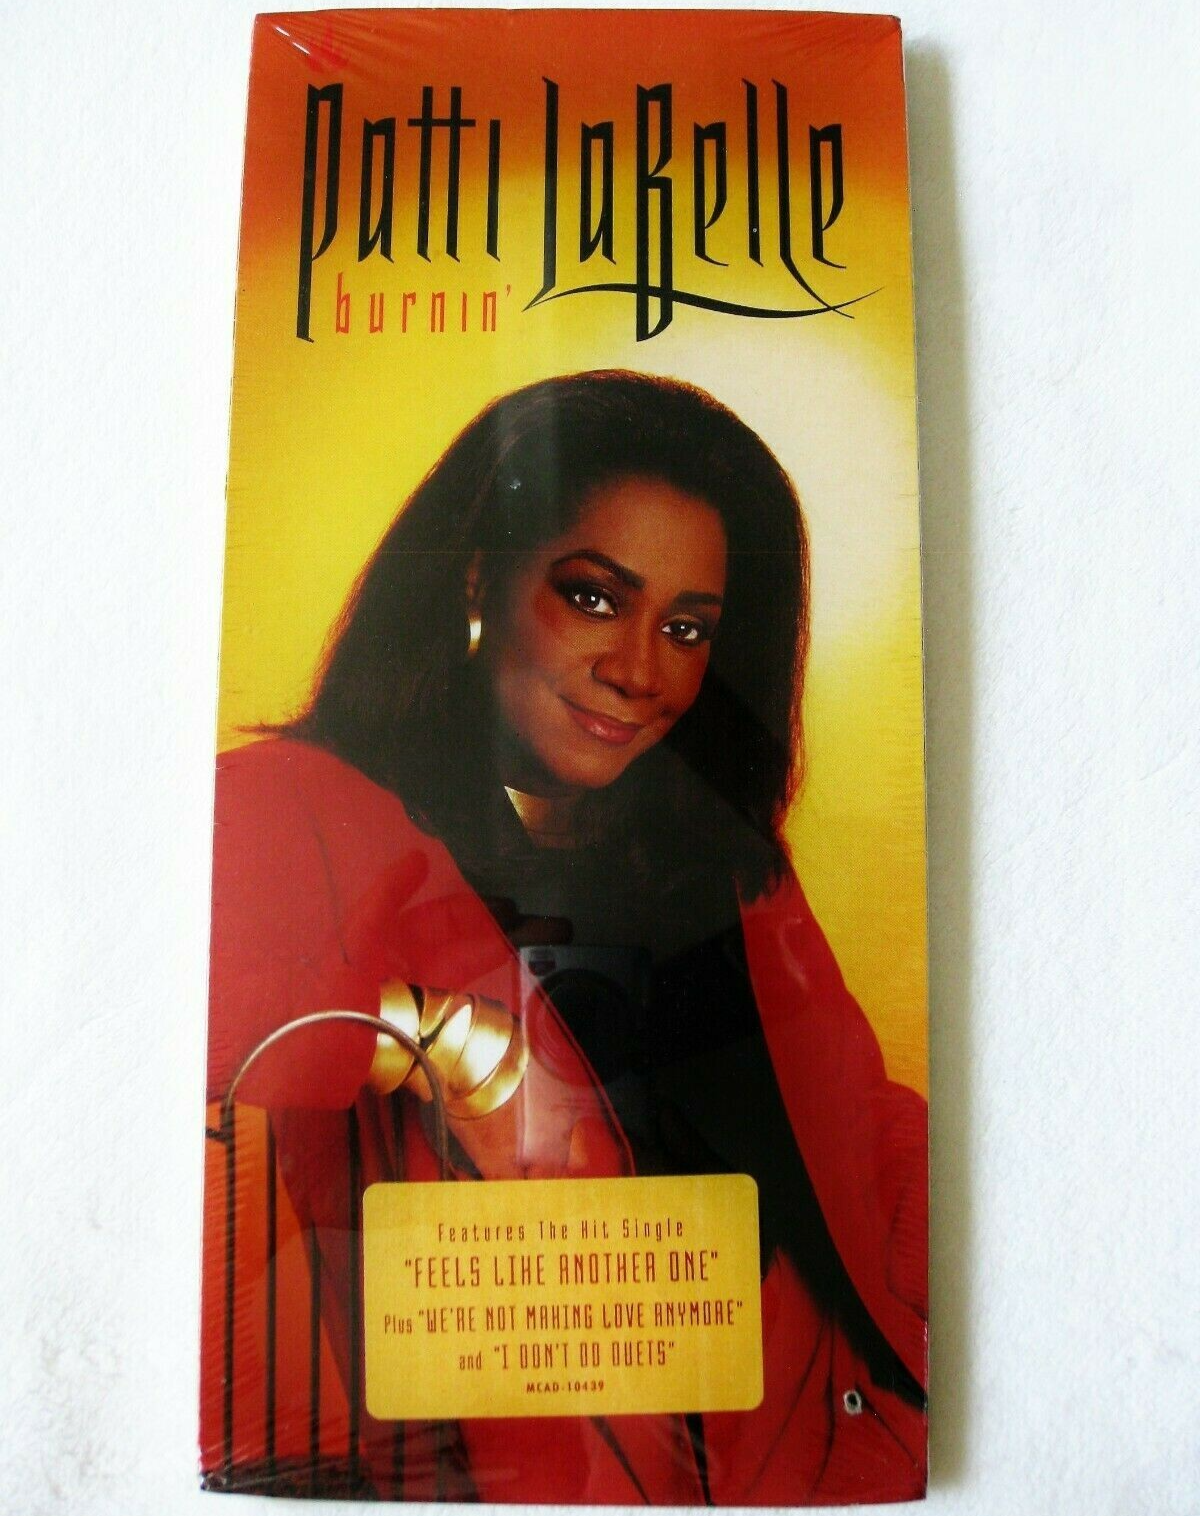 Patti LaBelle
burnin'
Features The Hit Single
"FEELS LIKE ANOTHER ONE"
Plus "WE'RE NOT MAKING LOVE ANYMORE"
and "I DON'T DO DUETS"
MCAD-10439